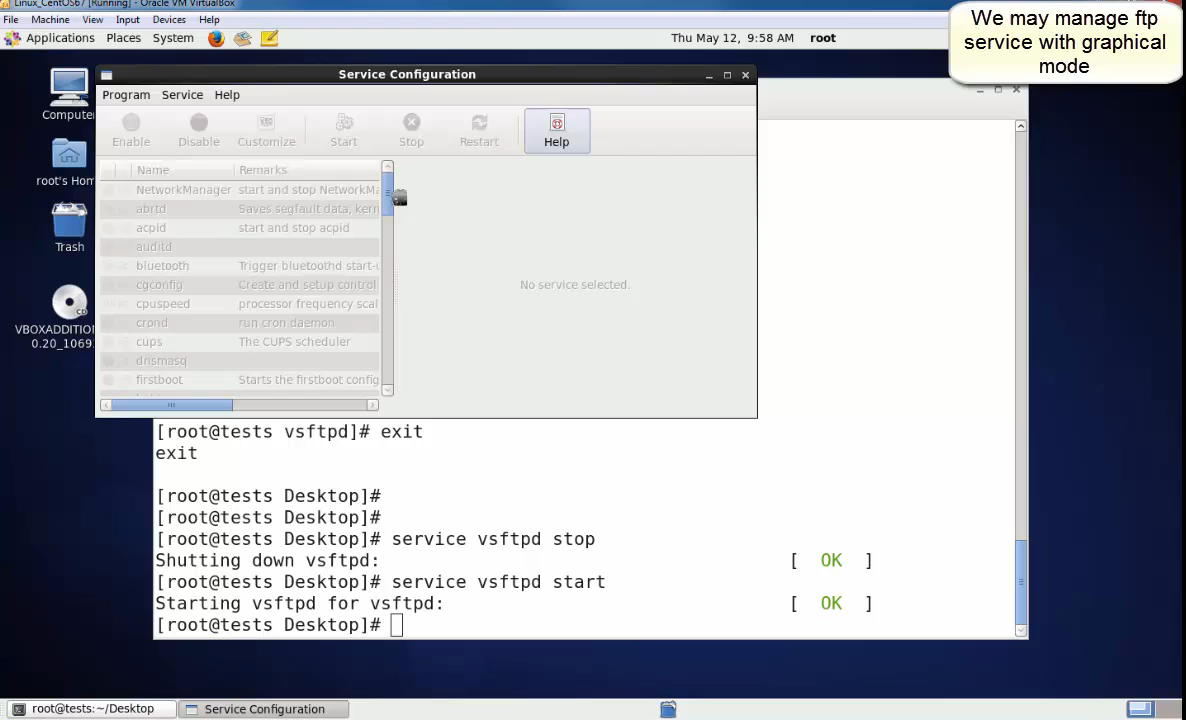 Linux_CentOS67 [Running] - Oracle VM VirtualBox
File Machine View Input Devices Help
We may manage ftp
service with graphical
mode
Applications Places System
Thu May 12, 9:58 AM root
Service Configuration
Program Service Help
Enable Disable Customize Start Stop Restart Help
Name Remarks
NetworkManager start and stop NetworkMa
abrtd Saves segfault data, kern
acpid start and stop acpid
auditd
bluetooth Trigger bluetoothd start-u
cgconfig Create and setup control
cpuspeed processor frequency scal
crond run cron daemon
cups The CUPS scheduler
dnsmasq
firstboot Starts the firstboot config
No service selected.
Computer
root's Hom
Trash
VBOXADDITION
0.20_1069
[root@tests vsftpd]# exit
exit
[root@tests Desktop]#
[root@tests Desktop]#
[root@tests Desktop]# service vsftpd stop
Shutting down vsftpd: [ OK ]
[root@tests Desktop]# service vsftpd start
Starting vsftpd for vsftpd: [ OK ]
[root@tests Desktop]#
root@tests:~/Desktop
Service Configuration